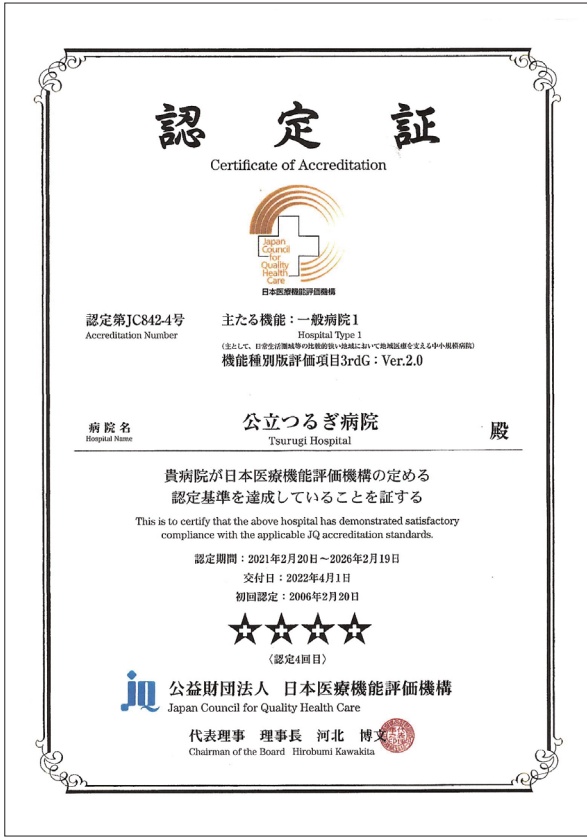 認定証
Certificate of Accreditation
Japan
Council
for
Quality
Health
Care
日本医療機能評価機構
認定第JC842-4号
Accreditation Number
主たる機能：一般病院1
Hospital Type 1
(主として、日常生活圏域等の比較的狭い地域において地域医療を支える中小規模病院)
機能種別版評価項目3rdG：Ver.2.0
病院名
Hospital Name
公立つるぎ病院
Tsurugi Hospital
殿
貴病院が日本医療機能評価機構の定める
認定基準を達成していることを証する
This is to certify that the above hospital has demonstrated satisfactory
compliance with the applicable JQ accreditation standards.
認定期間：2021年2月20日～2026年2月19日
交付日：2022年4月1日
初回認定：2006年2月20日
〈認定4回目〉
jQ
公益財団法人 日本医療機能評価機構
Japan Council for Quality Health Care
代表理事 理事長 河北 博文
Chairman of the Board Hirobumi Kawakita